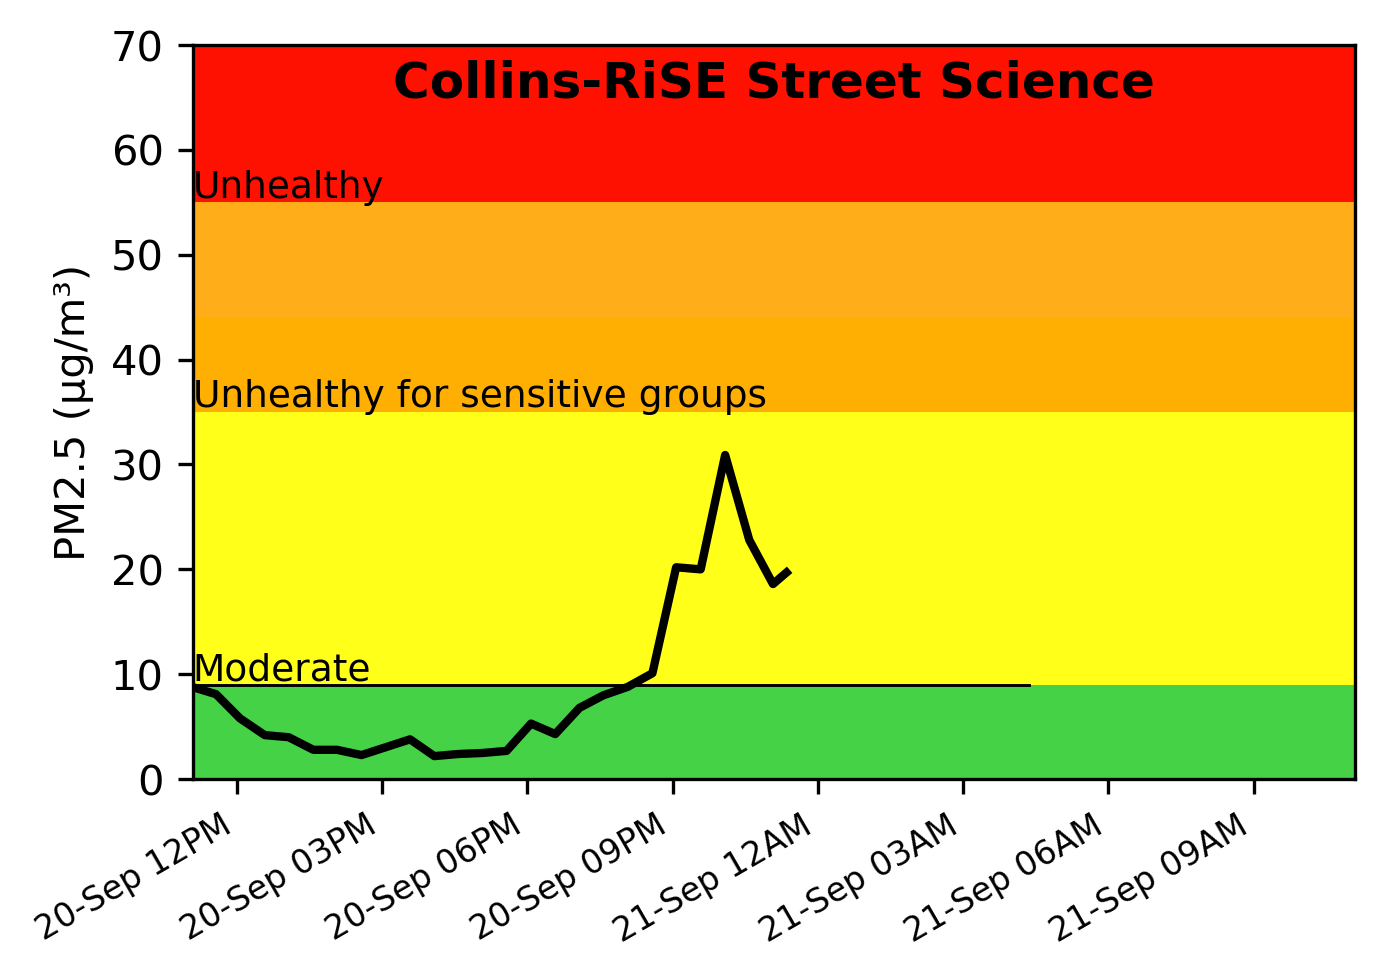 Collins-RiSE Street Science
70
60
Unhealthy
50
40
Unhealthy for sensitive groups
30
20
Moderate
10
0
PM2.5 (µg/m³)
20-Sep 12PM
20-Sep 03PM
20-Sep 06PM
20-Sep 09PM
21-Sep 12AM
21-Sep 03AM
21-Sep 06AM
21-Sep 09AM